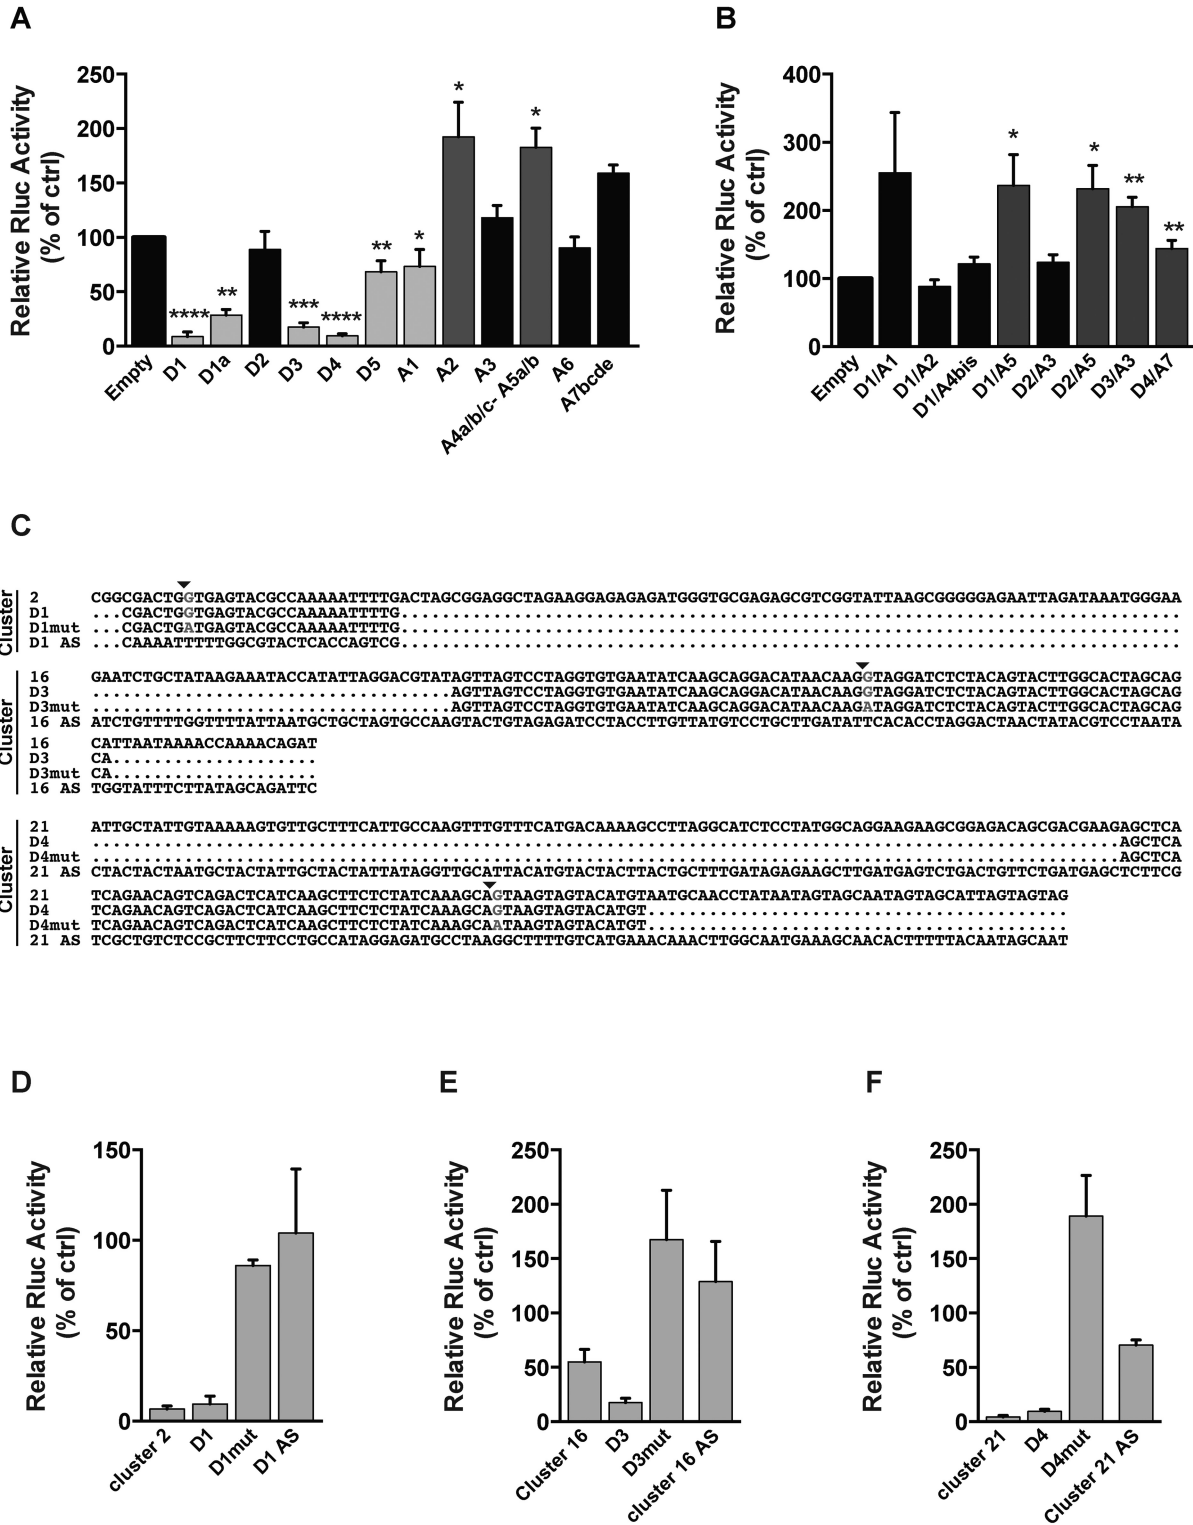 A
Relative Rluc Activity
(% of ctrl)
250
200
150
100
50
0
****
**
***
****
**
*
*
*
Empty
D1
D1a
D2
D3
D4
D5
A1
A2
A3
A4a/b/c- A5a/b
A6
A7bcde
B
Relative Rluc Activity
(% of ctrl)
400
300
200
100
0
*
*
**
**
Empty
D1/A1
D1/A2
D1/A4bis
D1/A5
D2/A3
D2/A5
D3/A3
D4/A7
C
Cluster
2 CGGCGACTGGTGAGTACGCCAAAAATTTTGACTAGCGGAGGCTAGAAGGAGAGAGATGGGTGCGAGAGCGTCGGTATTAAGCGGGGGAGAATTAGATAAATGGGAA
D1 ...CGACTGGTGAGTACGCCAAAAATTTTG............................................................................
D1mut ...CGACTGATGAGTACGCCAAAAATTTTG............................................................................
D1 AS ...CAAAATTTTTGGCGTACTCACCAGTCG............................................................................
Cluster
16 GAATCTGCTATAAGAAATACCATATTAGGACGTATAGTTAGTCCTAGGTGTGAATATCAAGCAGGACATAACAAGGTAGGATCTCTACAGTACTTGGCACTAGCAG
D3 ...................................AGTTAGTCCTAGGTGTGAATATCAAGCAGGACATAACAAGGTAGGATCTCTACAGTACTTGGCACTAGCAG
D3mut ...................................AGTTAGTCCTAGGTGTGAATATCAAGCAGGACATAACAAGATAGGATCTCTACAGTACTTGGCACTAGCAG
16 AS ATCTGTTTTGGTTTTATTAATGCTGCTAGTGCCAAGTACTGTAGAGATCCTACCTTGTTATGTCCTGCTTGATATTCACACCTAGGACTAACTATACGTCCTAATA
16 CATTAATAAAACCAAAACAGAT
D3 CA....................
D3mut CA....................
16 AS TGGTATTTCTTATAGCAGATTC
Cluster
21 ATTGCTATTGTAAAAAGTGTTGCTTTCATTGCCAAGTTTGTTTCATGACAAAAGCCTTAGGCATCTCCTATGGCAGGAAGAAGCGGAGACAGCGACGAAGAGCTCA
D4 ....................................................................................................AGCTCA
D4mut ....................................................................................................AGCTCA
21 AS CTACTACTAATGCTACTATTGCTACTATTATAGGTTGCATTACATGTACTACTTACTGCTTTGATAGAGAAGCTTGATGAGTCTGACTGTTCTGATGAGCTCTTCG
21 TCAGAACAGTCAGACTCATCAAGCTTCTCTATCAAAGCAGTAAGTAGTACATGTAATGCAACCTATAATAGTAGCAATAGTAGCATTAGTAGTAG
D4 TCAGAACAGTCAGACTCATCAAGCTTCTCTATCAAAGCAGTAAGTAGTACATGT.........................................
D4mut TCAGAACAGTCAGACTCATCAAGCTTCTCTATCAAAGCAATAAGTAGTACATGT.........................................
21 AS TCGCTGTCTCCGCTTCTTCCTGCCATAGGAGATGCCTAAGGCTTTTGTCATGAAACAAACTTGGCAATGAAAGCAACACTTTTTACAATAGCAAT
D
Relative Rluc Activity
(% of ctrl)
150
100
50
0
cluster 2
D1
D1mut
D1 AS
E
Relative Rluc Activity
(% of ctrl)
250
200
150
100
50
0
Cluster 16
D3
D3mut
cluster 16 AS
F
Relative Rluc Activity
(% of ctrl)
250
200
150
100
50
0
cluster 21
D4
D4mut
Cluster 21 AS